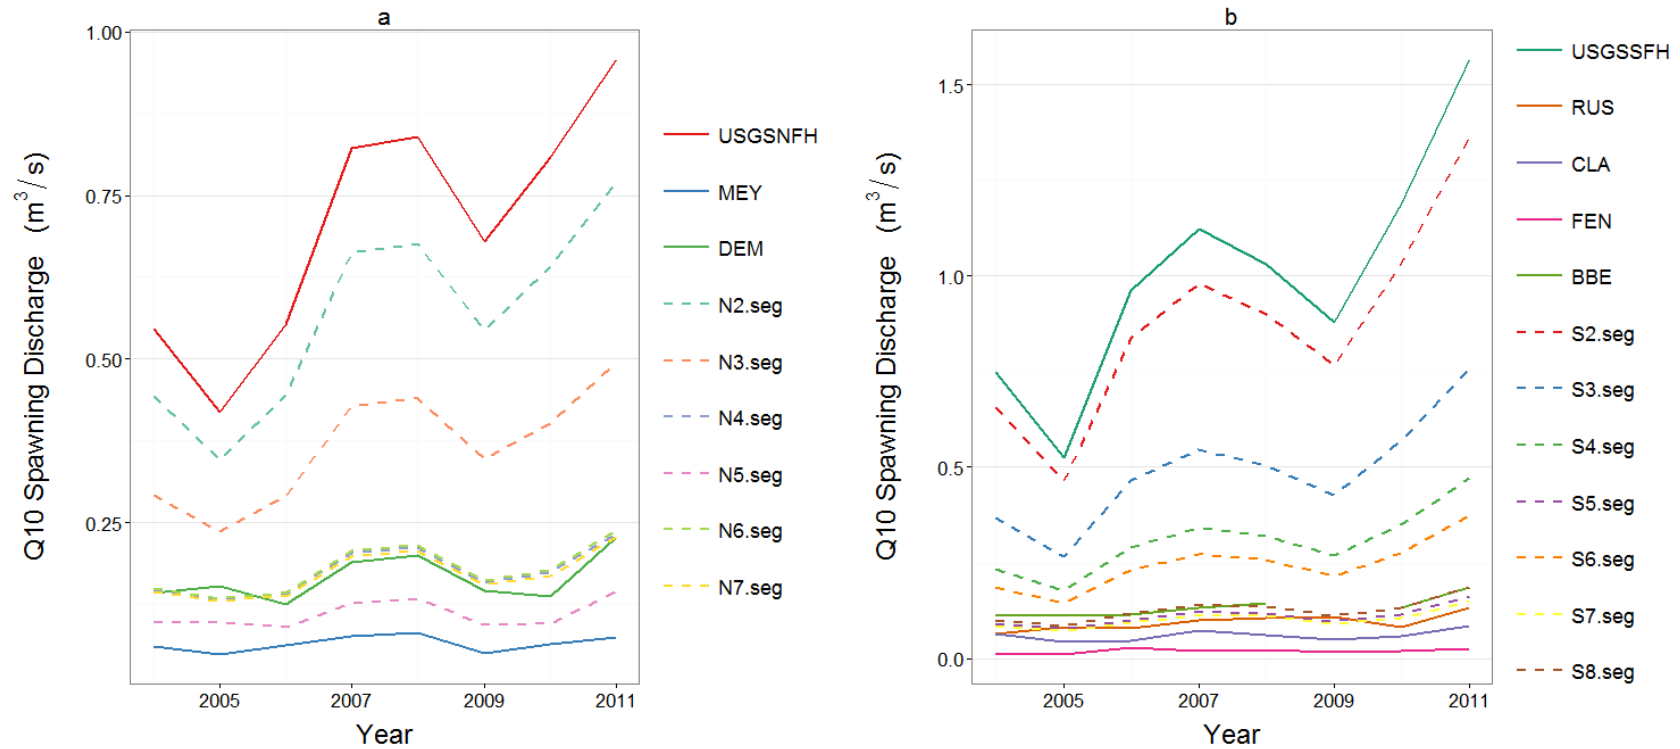 a
Q10 Spawning Discharge (m³/s)
1.00
0.75
0.50
0.25
2005
2007
2009
2011
Year
USGSNFH
MEY
DEM
N2.seg
N3.seg
N4.seg
N5.seg
N6.seg
N7.seg
b
Q10 Spawning Discharge (m³/s)
1.5
1.0
0.5
0.0
2005
2007
2009
2011
Year
USGSSFH
RUS
CLA
FEN
BBE
S2.seg
S3.seg
S4.seg
S5.seg
S6.seg
S7.seg
S8.seg